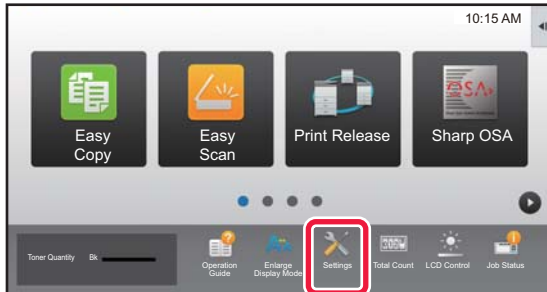 10:15 AM
Easy
Copy
Easy
Scan
Print Release
OSA
Sharp OSA
Toner Quantity Bk
Operation
Guide
Enlarge
Display Mode
Settings
Total Count
LCD Control
Job Status